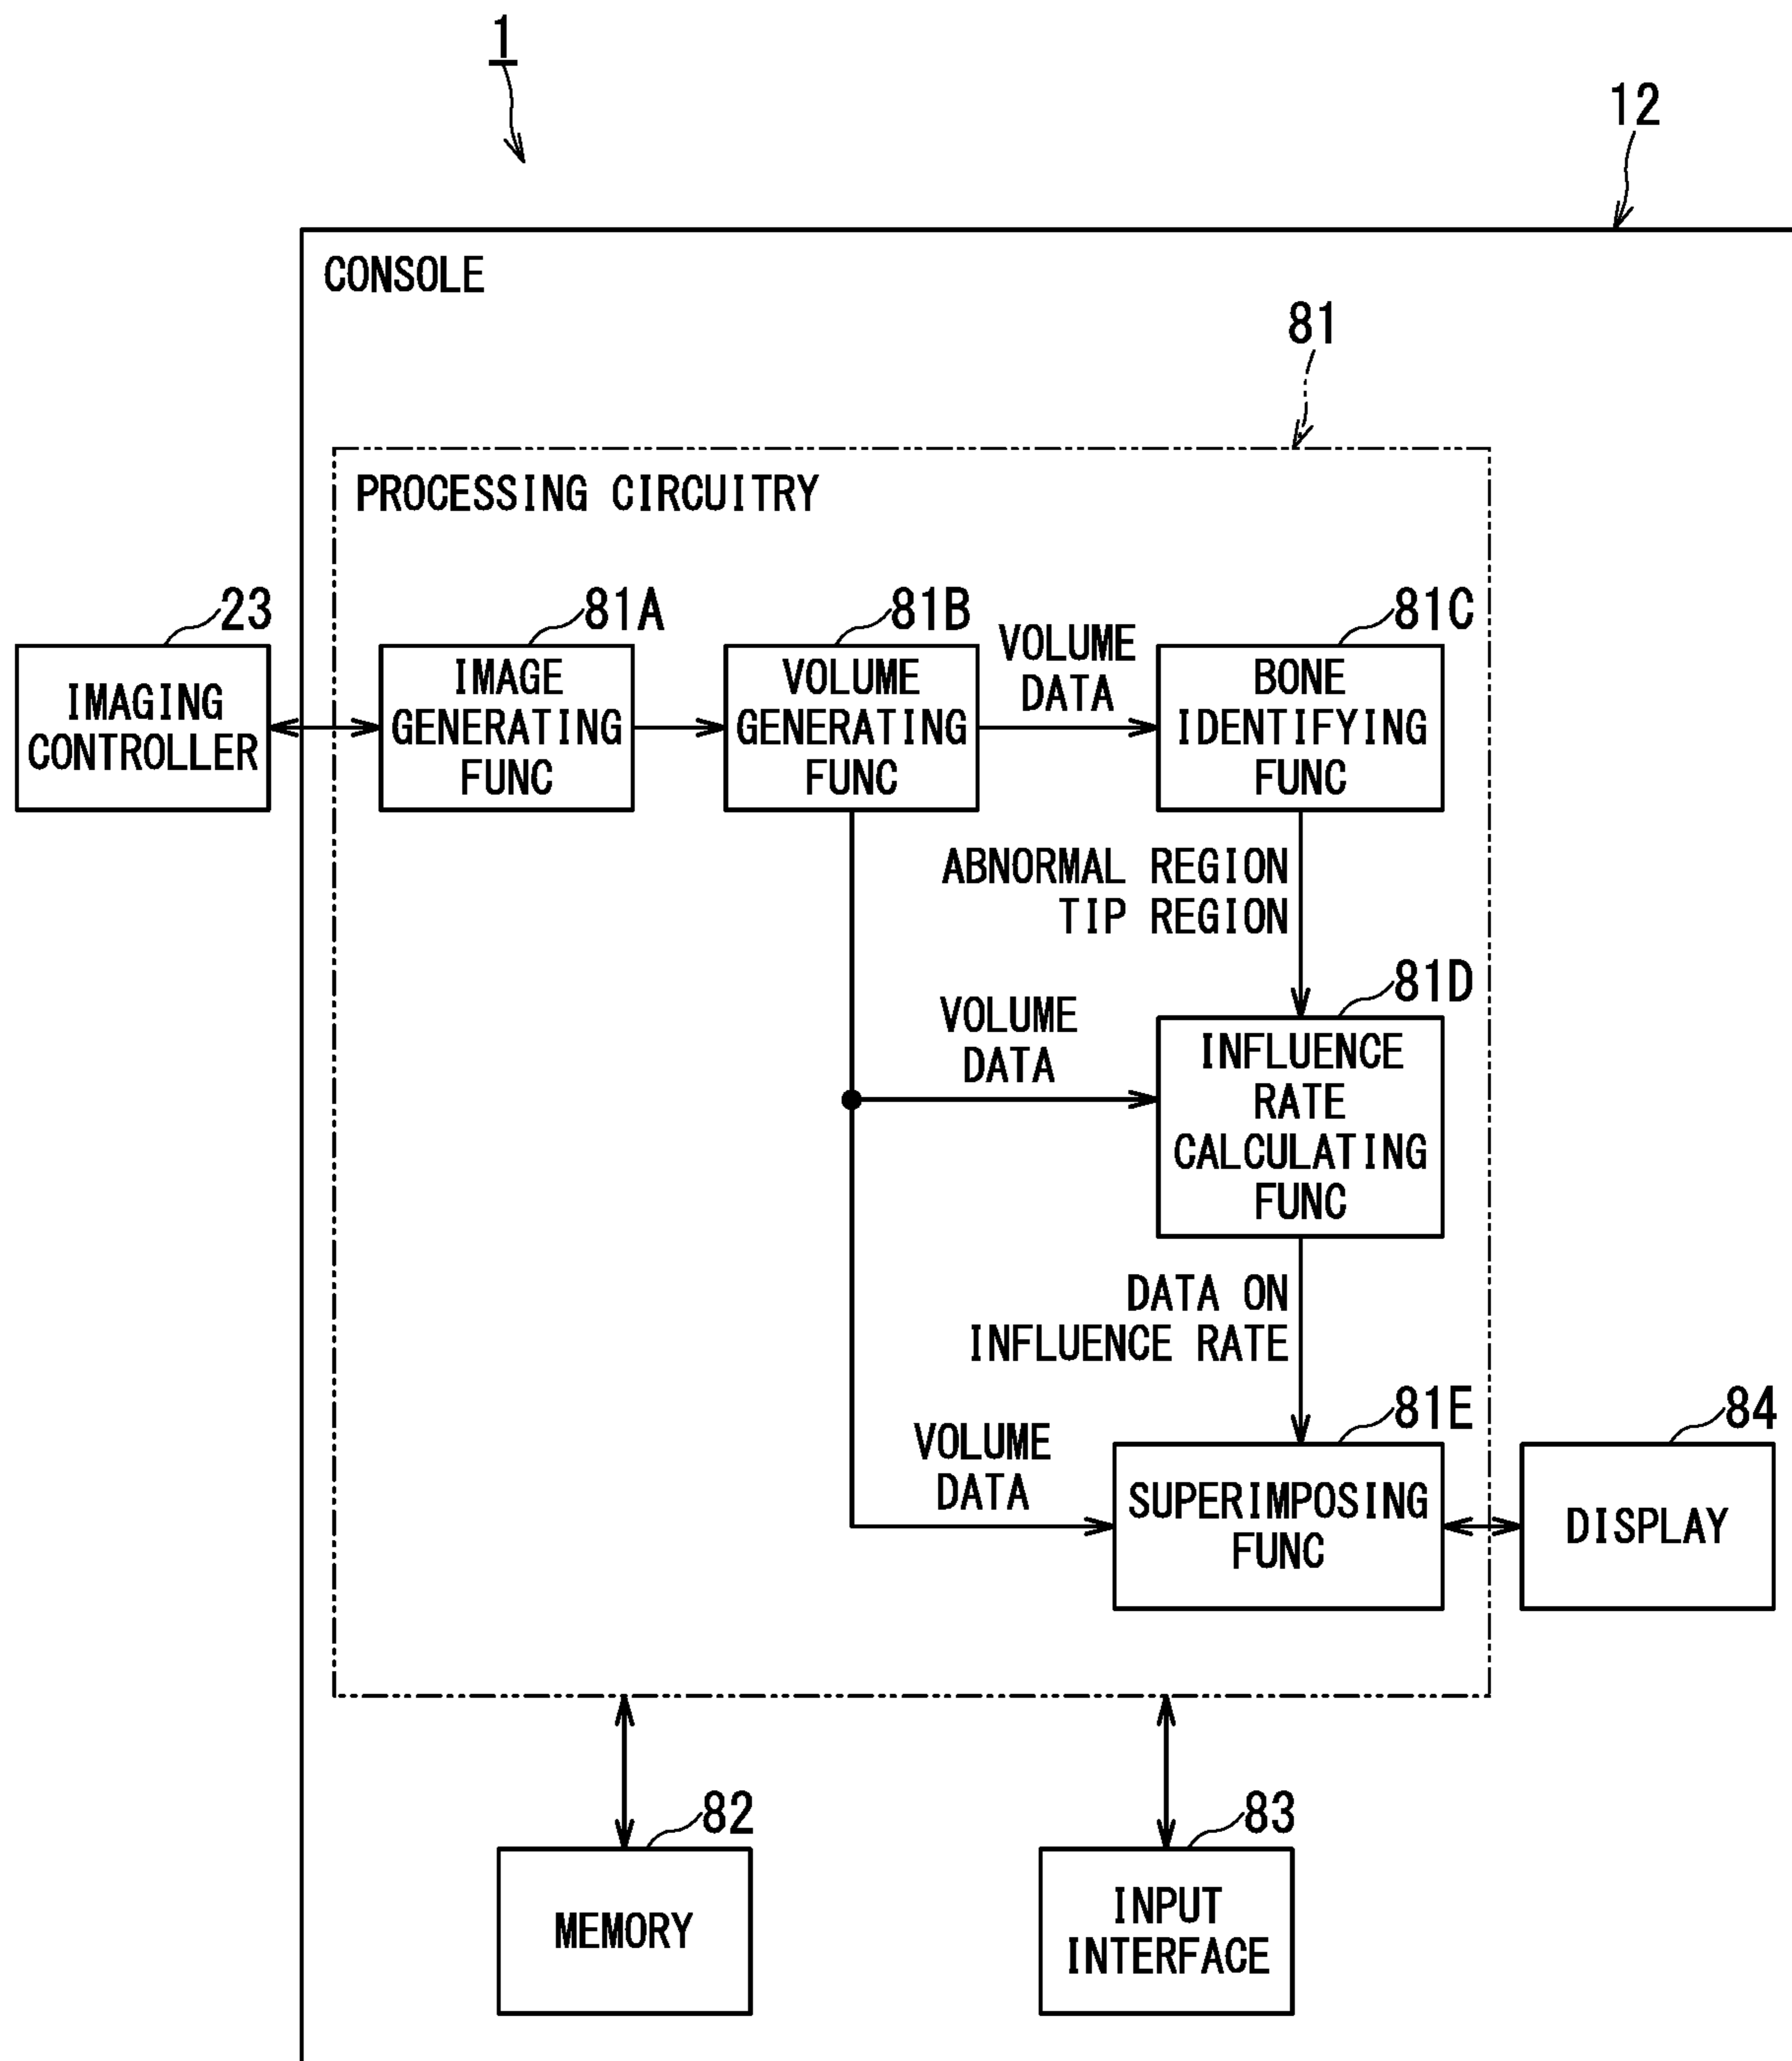 1
12
CONSOLE
81
PROCESSING CIRCUITRY
23
81A
81B
81C
IMAGING
CONTROLLER
IMAGE
GENERATING
FUNC
VOLUME
GENERATING
FUNC
VOLUME
DATA
BONE
IDENTIFYING
FUNC
ABNORMAL REGION
TIP REGION
81D
VOLUME
DATA
INFLUENCE
RATE
CALCULATING
FUNC
DATA ON
INFLUENCE RATE
81E
84
VOLUME
DATA
SUPERIMPOSING
FUNC
DISPLAY
82
83
MEMORY
INPUT
INTERFACE